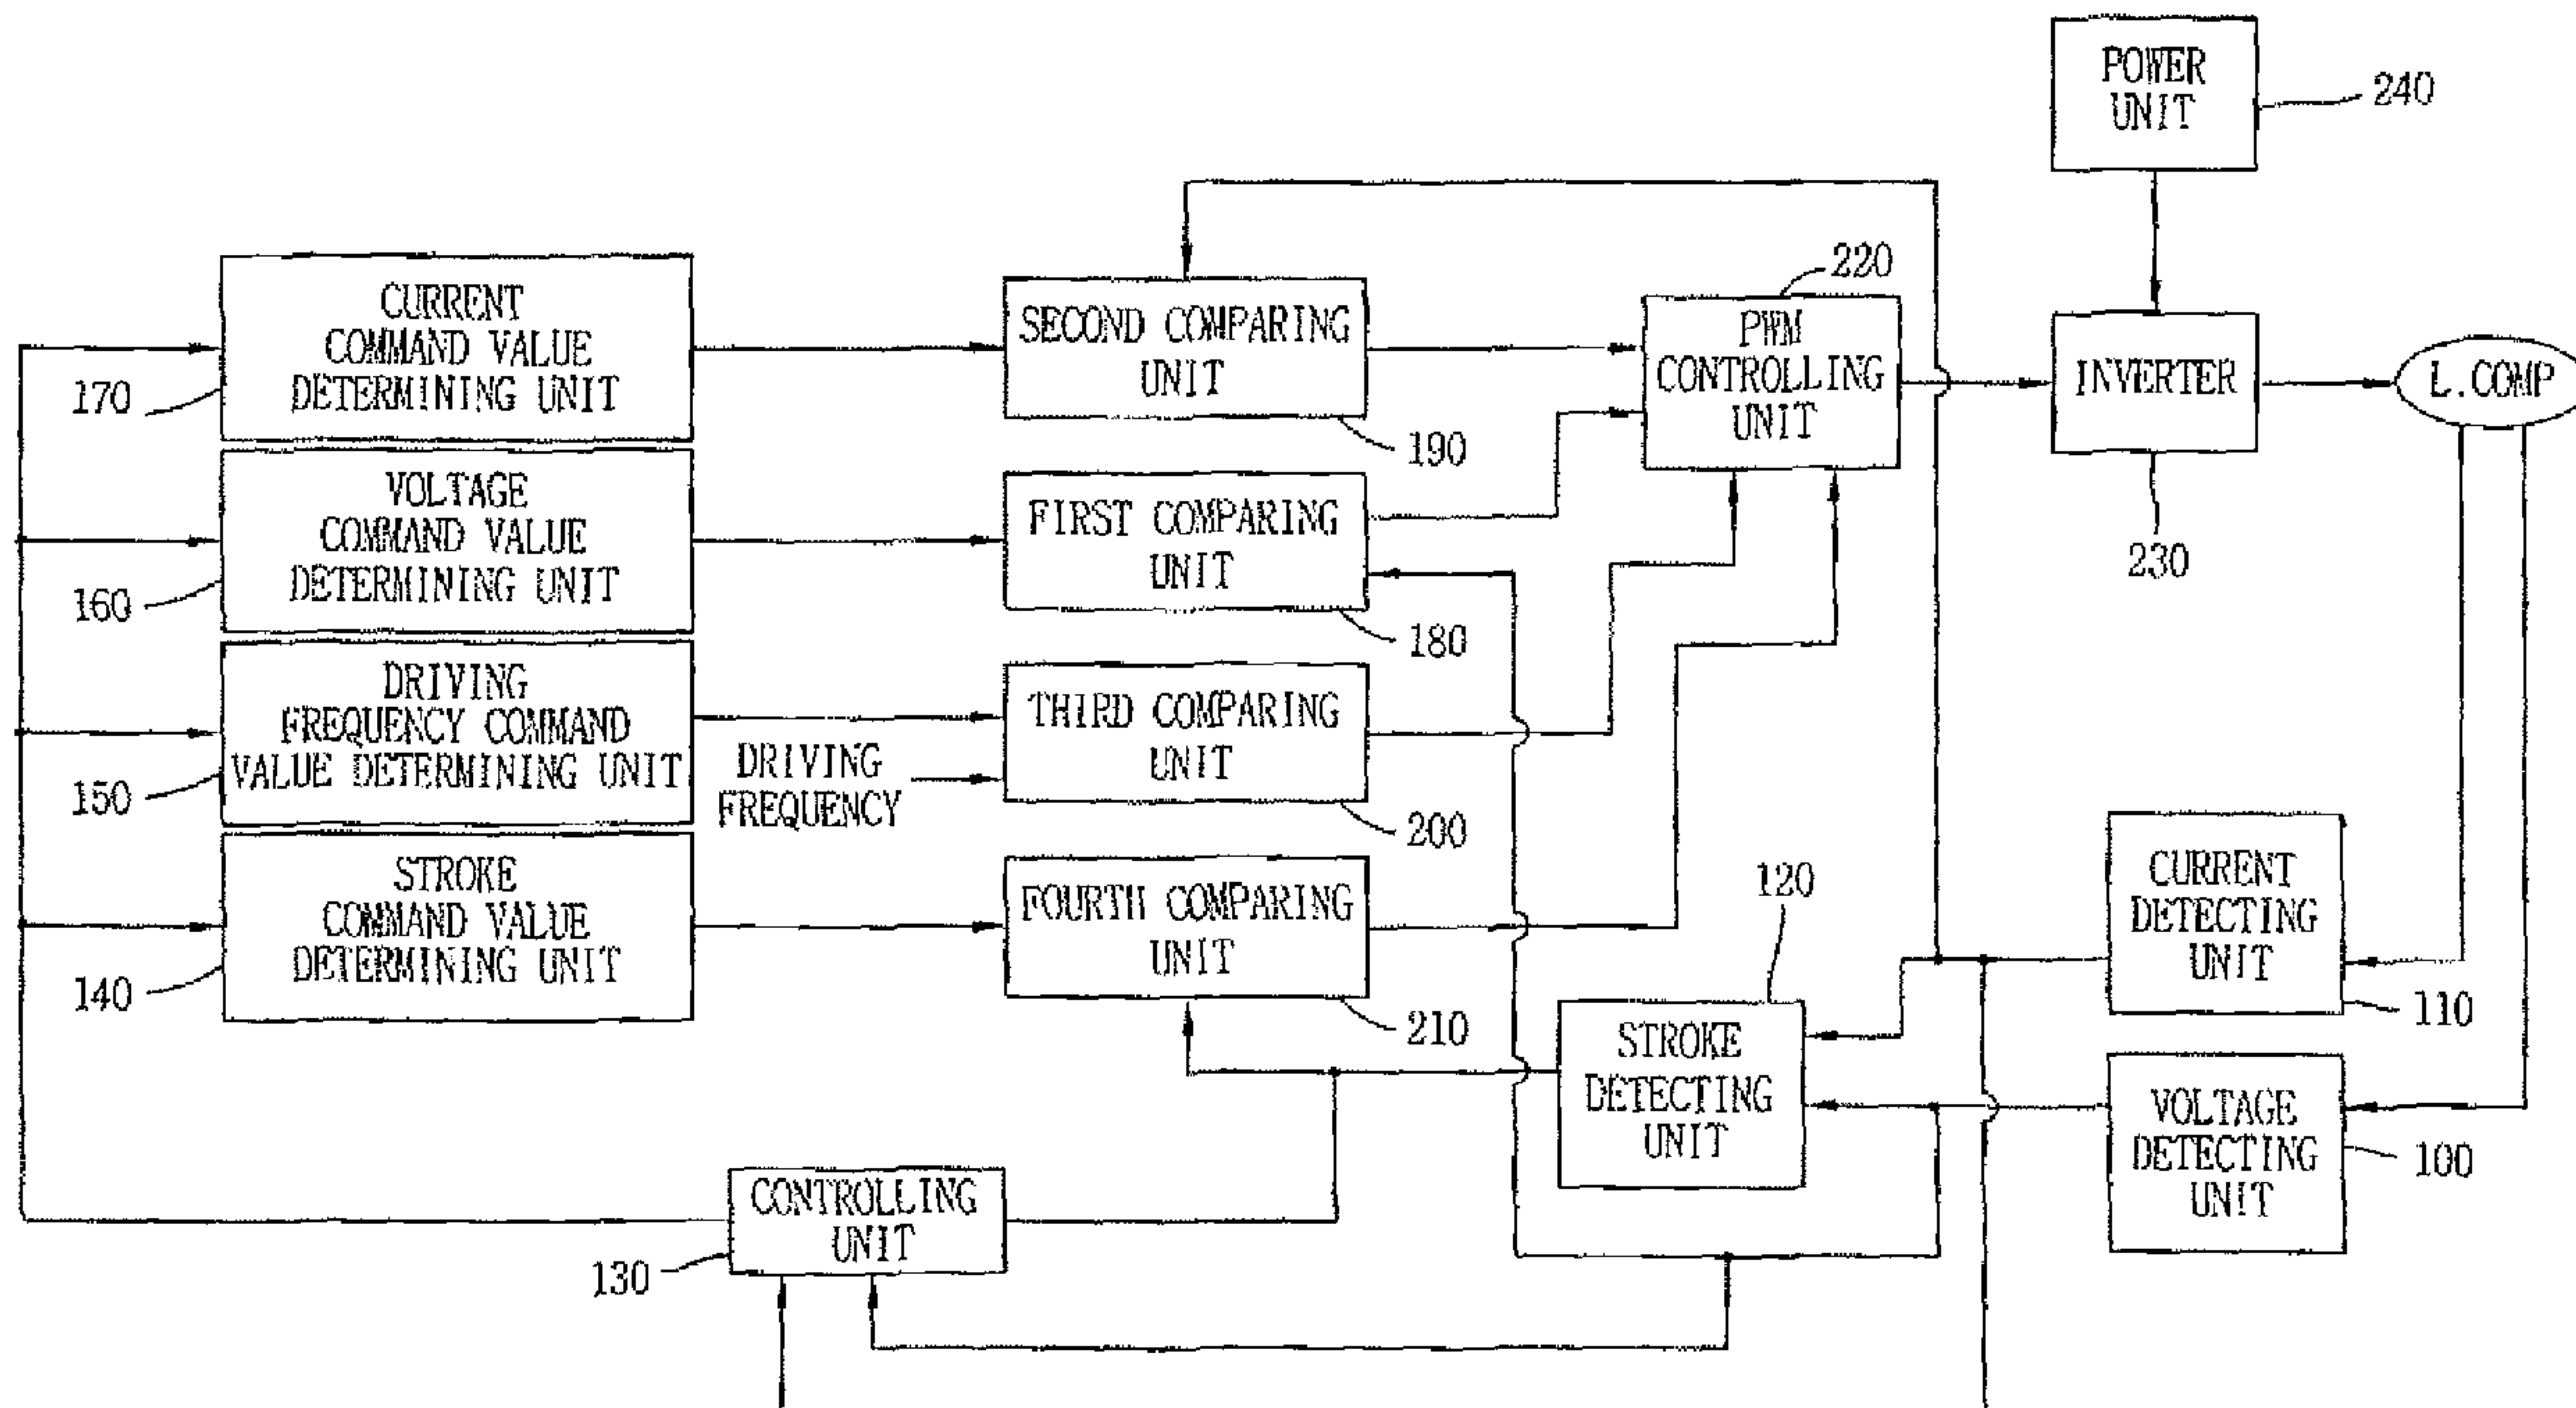 POWER
UNIT
240
CURRENT
COMMAND VALUE
DETERMINING UNIT
170
SECOND COMPARING
UNIT
190
220
PWM
CONTROLLING
UNIT
INVERTER
230
L.COMP
VOLTAGE
COMMAND VALUE
DETERMINING UNIT
160
FIRST COMPARING
UNIT
180
DRIVING
FREQUENCY COMMAND
VALUE DETERMINING UNIT
150
DRIVING
FREQUENCY
THIRD COMPARING
UNIT
200
STROKE
COMMAND VALUE
DETERMINING UNIT
140
FOURTH COMPARING
UNIT
210
120
STROKE
DETECTING
UNIT
CURRENT
DETECTING
UNIT
110
VOLTAGE
DETECTING
UNIT
100
CONTROLLING
UNIT
130